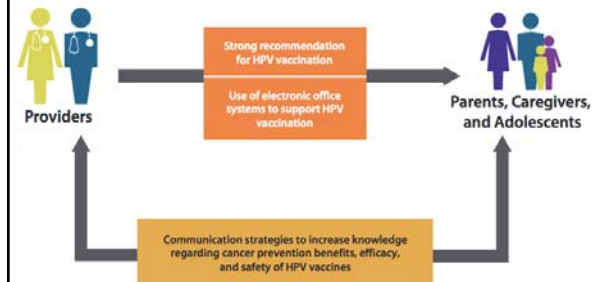 Strong recommendation
for HPV vaccination
Use of electronic office
systems to support HPV
vaccination
Providers
Parents, Caregivers,
and Adolescents
Communication strategies to increase knowledge
regarding cancer prevention benefits, efficacy,
and safety of HPV vaccines